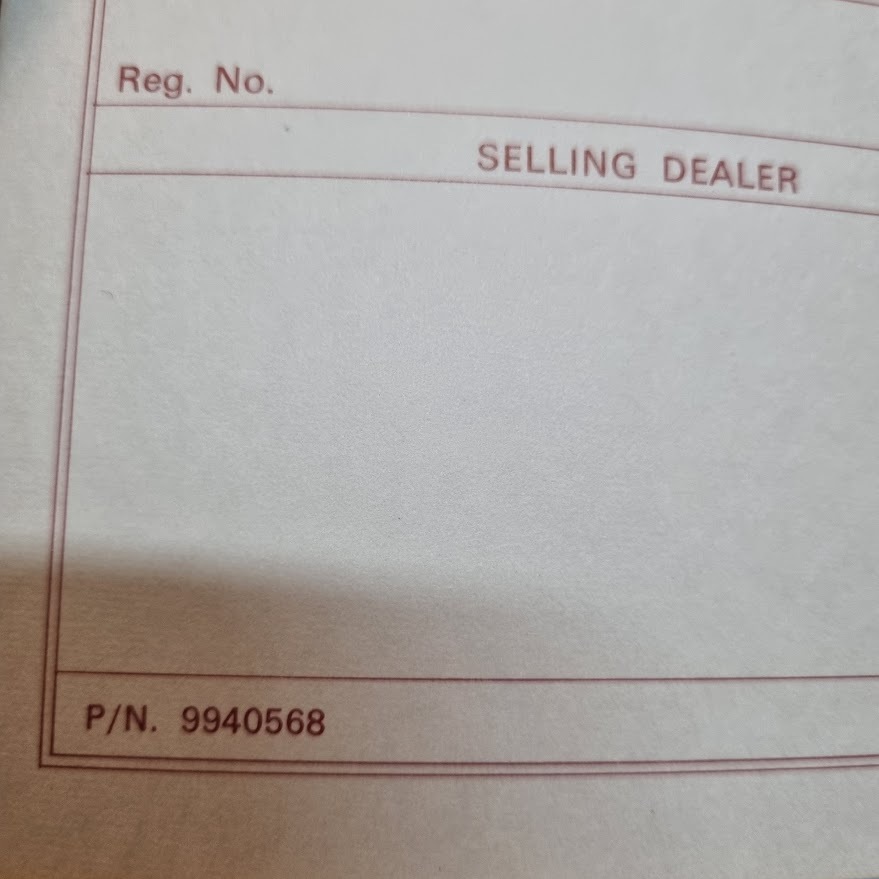 Reg. No.
SELLING DEALER
P/N. 9940568